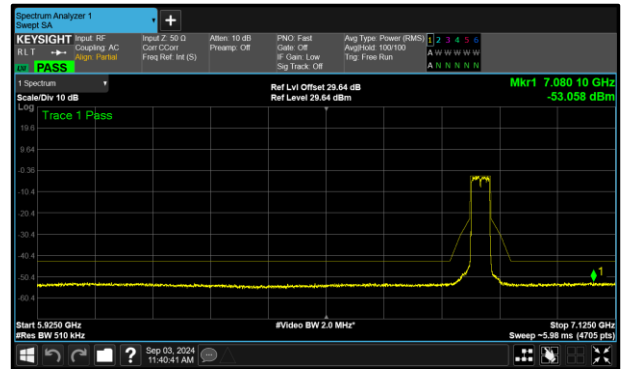 Spectrum Analyzer 1
Swept SA
+
KEYSIGHT
RLT
PASS
Input: RF
Coupling: AC
Align: Partial
Input Z: 50 Ω
Corr CCorr
Freq Ref: Int (S)
Atten: 10 dB
Preamp: Off
PNO: Fast
Gate: Off
IF Gain: Low
Sig Track: Off
Avg Type: Power (RMS)
Avg|Hold: 100/100
Trig: Free Run
1 2 3 4 5 6
A W W W W W
A N N N N N
1 Spectrum
Scale/Div 10 dB
Log
Ref Lvl Offset 29.64 dB
Ref Level 29.64 dBm
Mkr1 7.080 10 GHz
-53.058 dBm
Trace 1 Pass
19.6
9.64
-0.36
-10.4
-20.4
-30.4
-40.4
-50.4
-60.4
1
Start 5.9250 GHz
#Res BW 510 kHz
#Video BW 2.0 MHz*
Stop 7.1250 GHz
Sweep ~5.98 ms (4705 pts)
?
Sep 03, 2024
11:40:41 AM